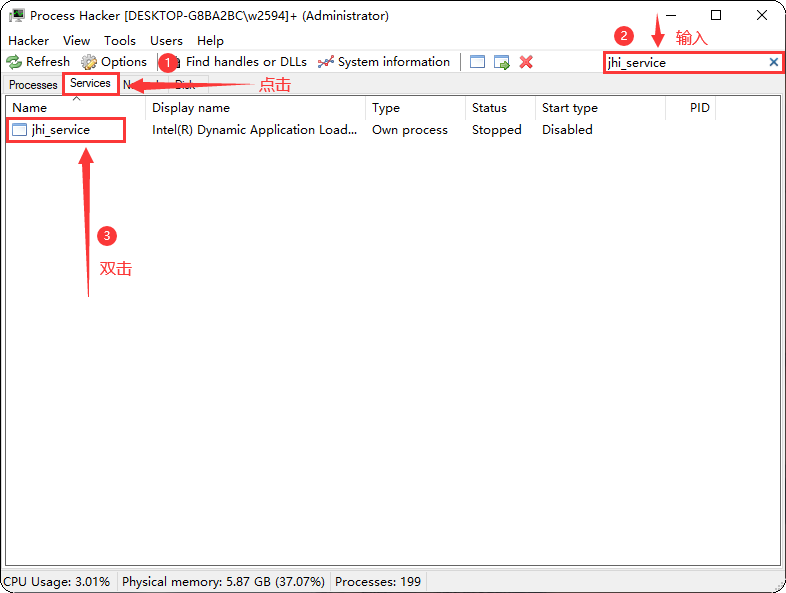 Process Hacker [DESKTOP-G8BA2BC\w2594]+ (Administrator)
Hacker View Tools Users Help
2 输入
Refresh Options 1 Find handles or DLLs System information jhi_service
Processes Services Disk 点击
Name Display name Type Status Start type PID
jhi_service Intel(R) Dynamic Application Load... Own process Stopped Disabled
3
双击
CPU Usage: 3.01% Physical memory: 5.87 GB (37.07%) Processes: 199